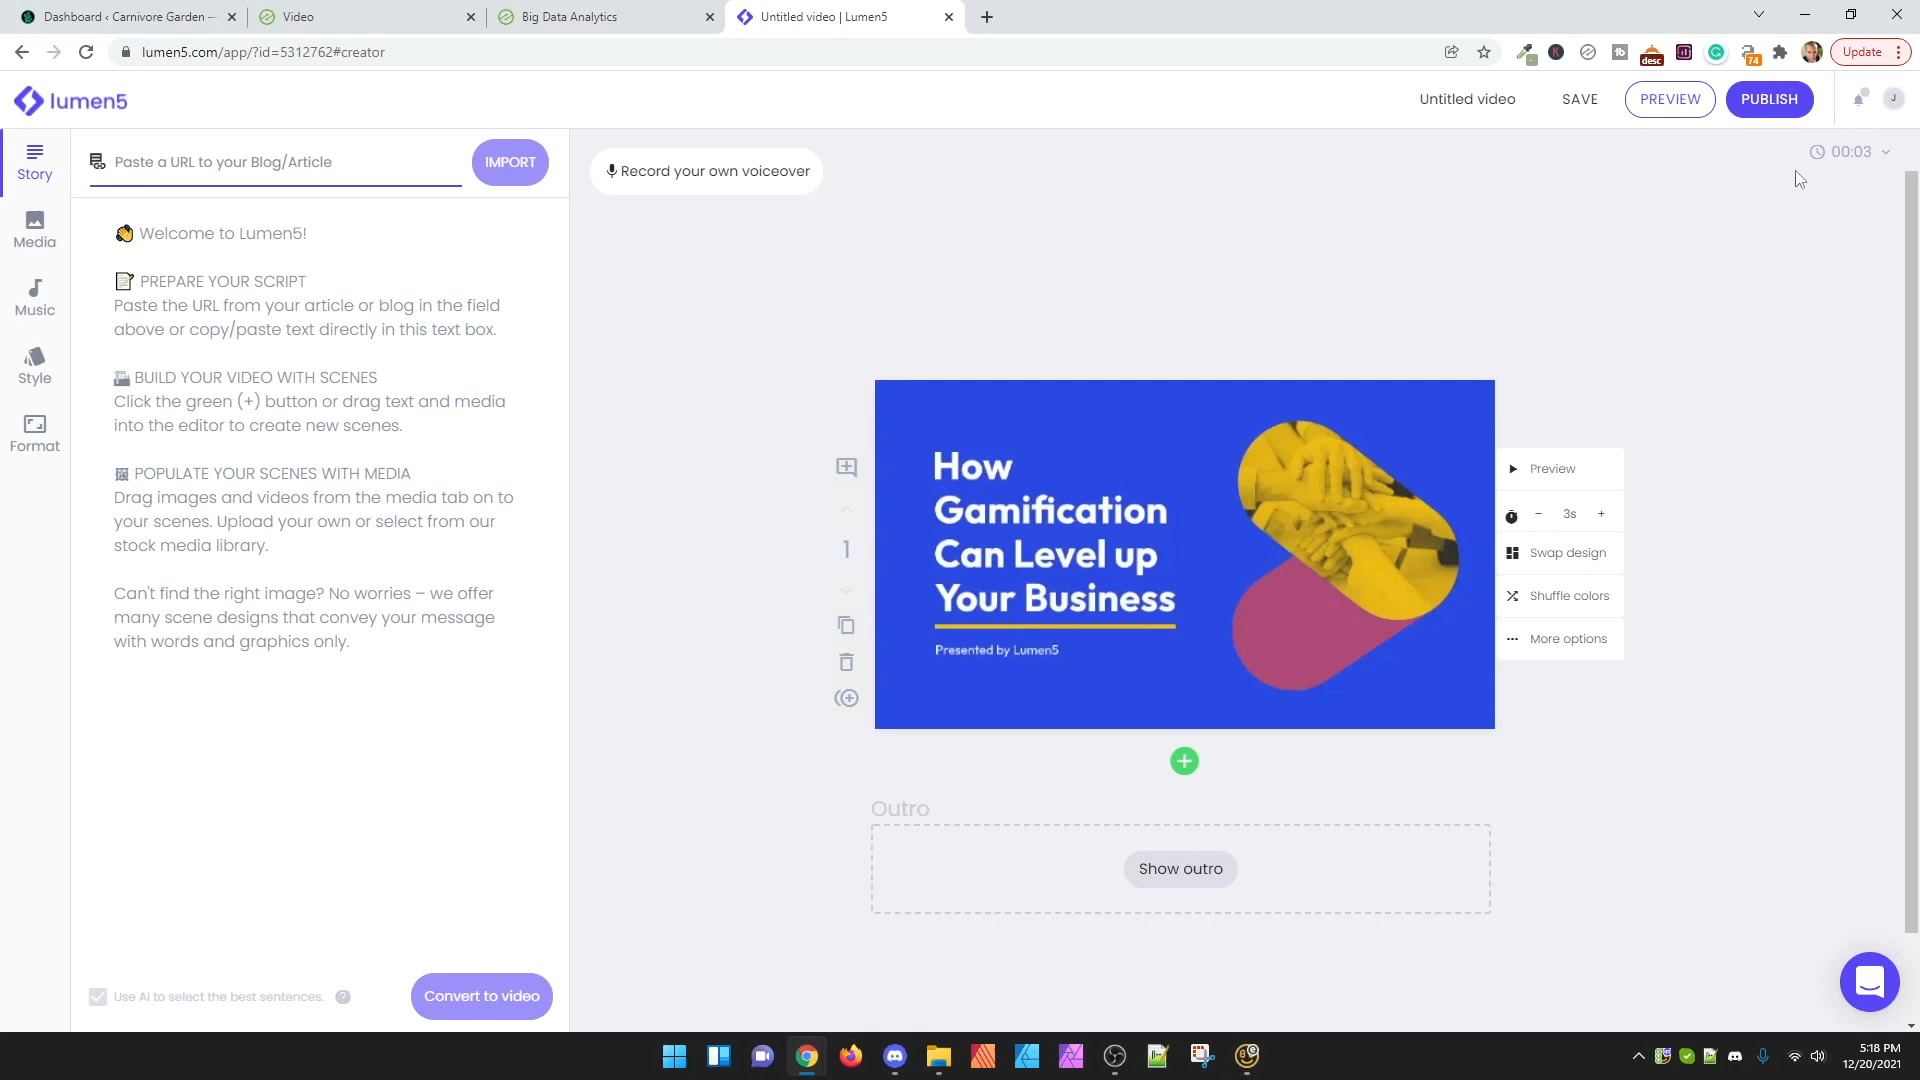 Dashboard ‹ Carnivore Garden —
Video
Big Data Analytics
Untitled video | Lumen5
lumen5.com/app/?id=5312762#creator
desc
74
Update
lumen5
Untitled video
SAVE
PREVIEW
PUBLISH
J
Story
Media
Music
Style
Format
Paste a URL to your Blog/Article
IMPORT
👋 Welcome to Lumen5!
📝 PREPARE YOUR SCRIPT
Paste the URL from your article or blog in the field
above or copy/paste text directly in this text box.
BUILD YOUR VIDEO WITH SCENES
Click the green (+) button or drag text and media
into the editor to create new scenes.
POPULATE YOUR SCENES WITH MEDIA
Drag images and videos from the media tab on to
your scenes. Upload your own or select from our
stock media library.
Can't find the right image? No worries – we offer
many scene designs that convey your message
with words and graphics only.
Use AI to select the best sentences.
?
Convert to video
Record your own voiceover
00:03
1
How
Gamification
Can Level up
Your Business
Presented by Lumen5
Preview
− 3s +
Swap design
Shuffle colors
More options
Outro
Show outro
5:18 PM
12/20/2021